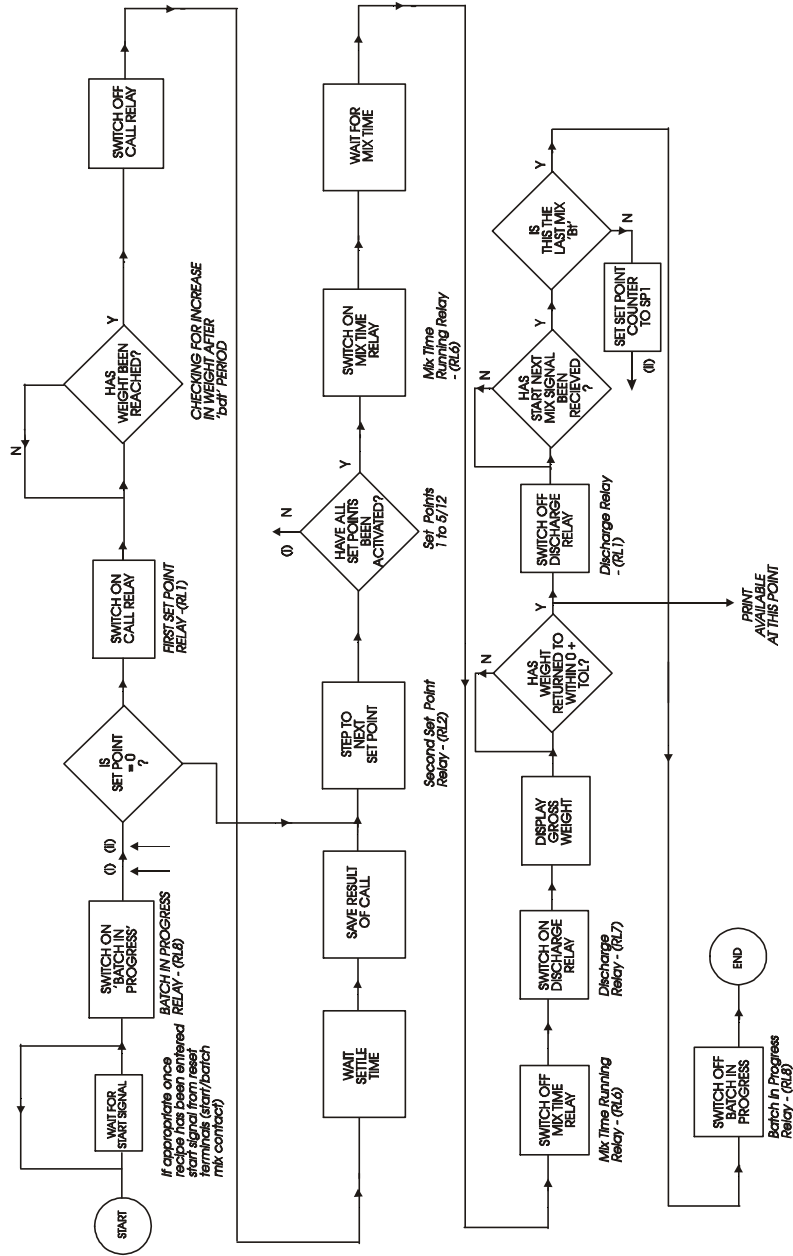 START
WAIT FOR
START SIGNAL
If appropriate once
recipe has been entered
start signal from reset
terminals (start/batch
mix contact)
SWITCH ON
'BATCH IN
PROGRESS'
BATCH IN PROGRESS
RELAY - (RL8)
(I) (II)
IS
SET POINT
= 0
?
SWITCH ON
CALL RELAY
FIRST SET POINT
RELAY -(RL1)
N
HAS
WEIGHT BEEN
REACHED?
Y
CHECKING FOR INCREASE
IN WEIGHT AFTER
'bdt' PERIOD
SWITCH OFF
CALL RELAY
WAIT
SETTLE
TIME
SAVE RESULT
OF CALL
STEP TO
NEXT
SET POINT
Second Set Point
Relay - (RL2)
(I) N
HAVE ALL
SET POINTS
BEEN
ACTIVATED?
Y
Set Points
1 to 5/12
SWITCH ON
MIX TIME
RELAY
Mix Time
Running Relay
- (RL6)
WAIT FOR
MIX TIME
SWITCH OFF
MIX TIME
RELAY
Mix Time Running
Relay - (RL6)
SWITCH ON
DISCHARGE
RELAY
Discharge
Relay - (RL7)
DISPLAY
GROSS
WEIGHT
N
HAS
WEIGHT
RETURNED TO
WITHIN 0 +
TOL?
Y
PRINT
AVAILABLE
AT THIS POINT
SWITCH OFF
DISCHARGE
RELAY
Discharge Relay
- (RL1)
N
HAS
START NEXT
MIX SIGNAL
BEEN
RECIEVED
?
Y
IS
THIS THE
LAST MIX
'Bt'
Y
N
SET SET POINT
COUNTER
TO SP1
(II)
SWITCH OFF
BATCH IN
PROGRESS
Batch In Progress
Relay - (RL8)
END